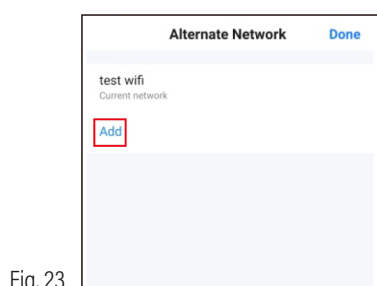 Alternate Network Done
test wifi
Current network
Add
Fig. 23